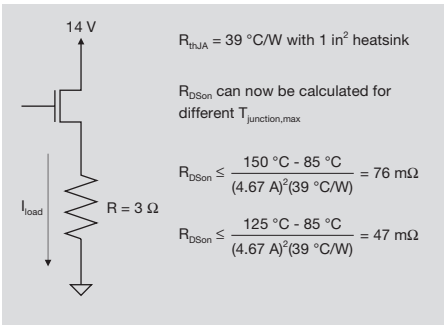 14 V
R_thJA = 39 °C/W with 1 in² heatsink
R_DSon can now be calculated for
different T_junction,max
R_DSon ≤ 150 °C - 85 °C / (4.67 A)²(39 °C/W) = 76 mΩ
I_load
R = 3 Ω
R_DSon ≤ 125 °C - 85 °C / (4.67 A)²(39 °C/W) = 47 mΩ